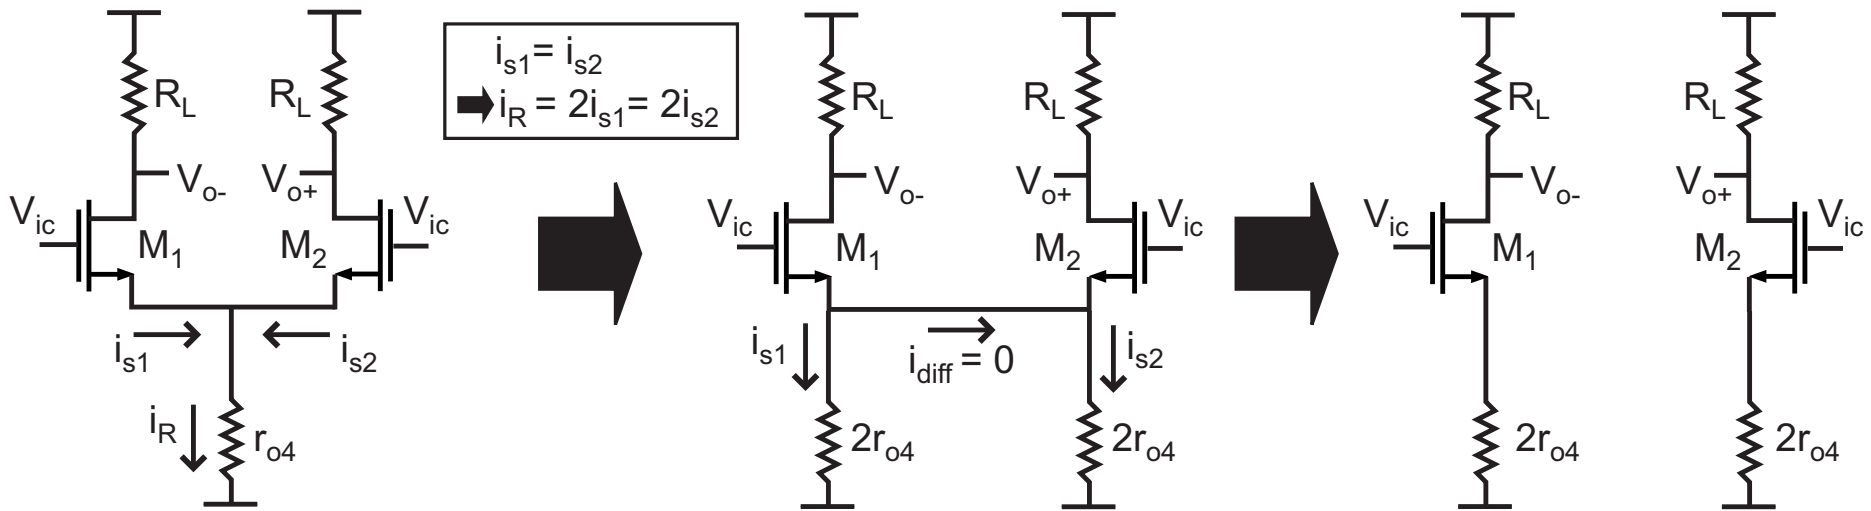 i_s1 = i_s2
i_R = 2i_s1 = 2i_s2
R_L
R_L
V_o-
V_o+
V_ic
V_ic
M_1
M_2
i_s1
i_s2
i_R
r_o4
R_L
R_L
V_o-
V_o+
V_ic
V_ic
M_1
M_2
i_s1
i_diff = 0
i_s2
2r_o4
2r_o4
R_L
R_L
V_o-
V_o+
V_ic
V_ic
M_1
M_2
2r_o4
2r_o4